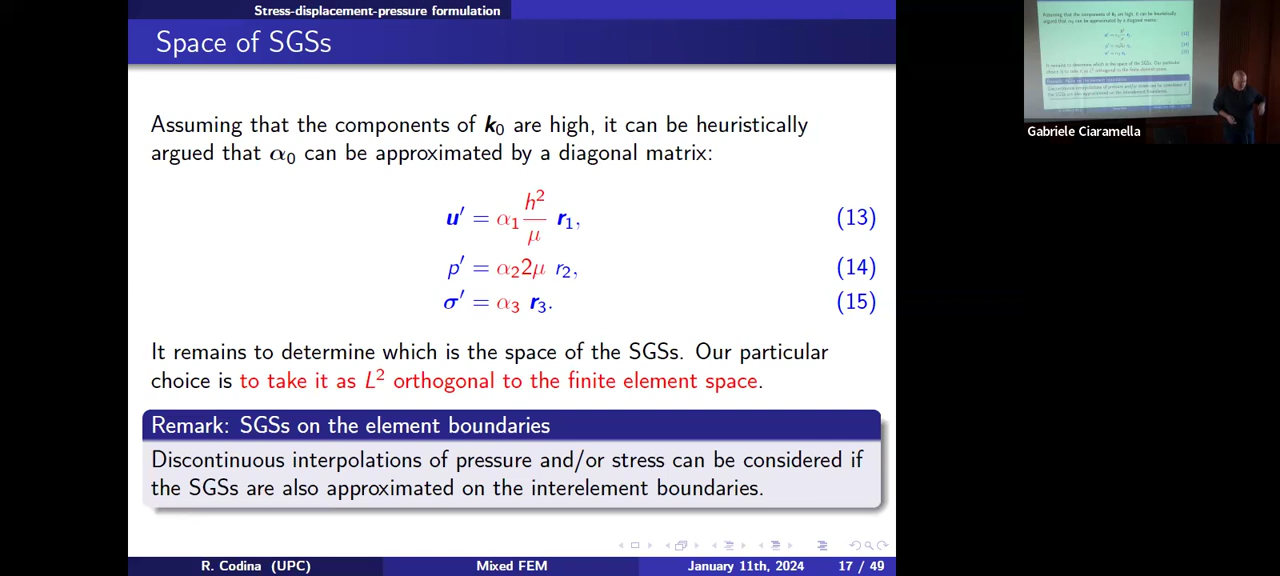 Stress-displacement-pressure formulation
Space of SGSs
Assuming that the components of k₀ are high, it can be heuristically
argued that α₀ can be approximated by a diagonal matrix:
u′ = α₁ h²/μ r₁, (13)
p′ = α₂2μ r₂, (14)
σ′ = α₃ r₃. (15)
It remains to determine which is the space of the SGSs. Our particular
choice is to take it as L² orthogonal to the finite element space.
Remark: SGSs on the element boundaries
Discontinuous interpolations of pressure and/or stress can be considered if
the SGSs are also approximated on the interelement boundaries.
R. Codina (UPC) Mixed FEM January 11th, 2024 17 / 49
Gabriele Ciaramella